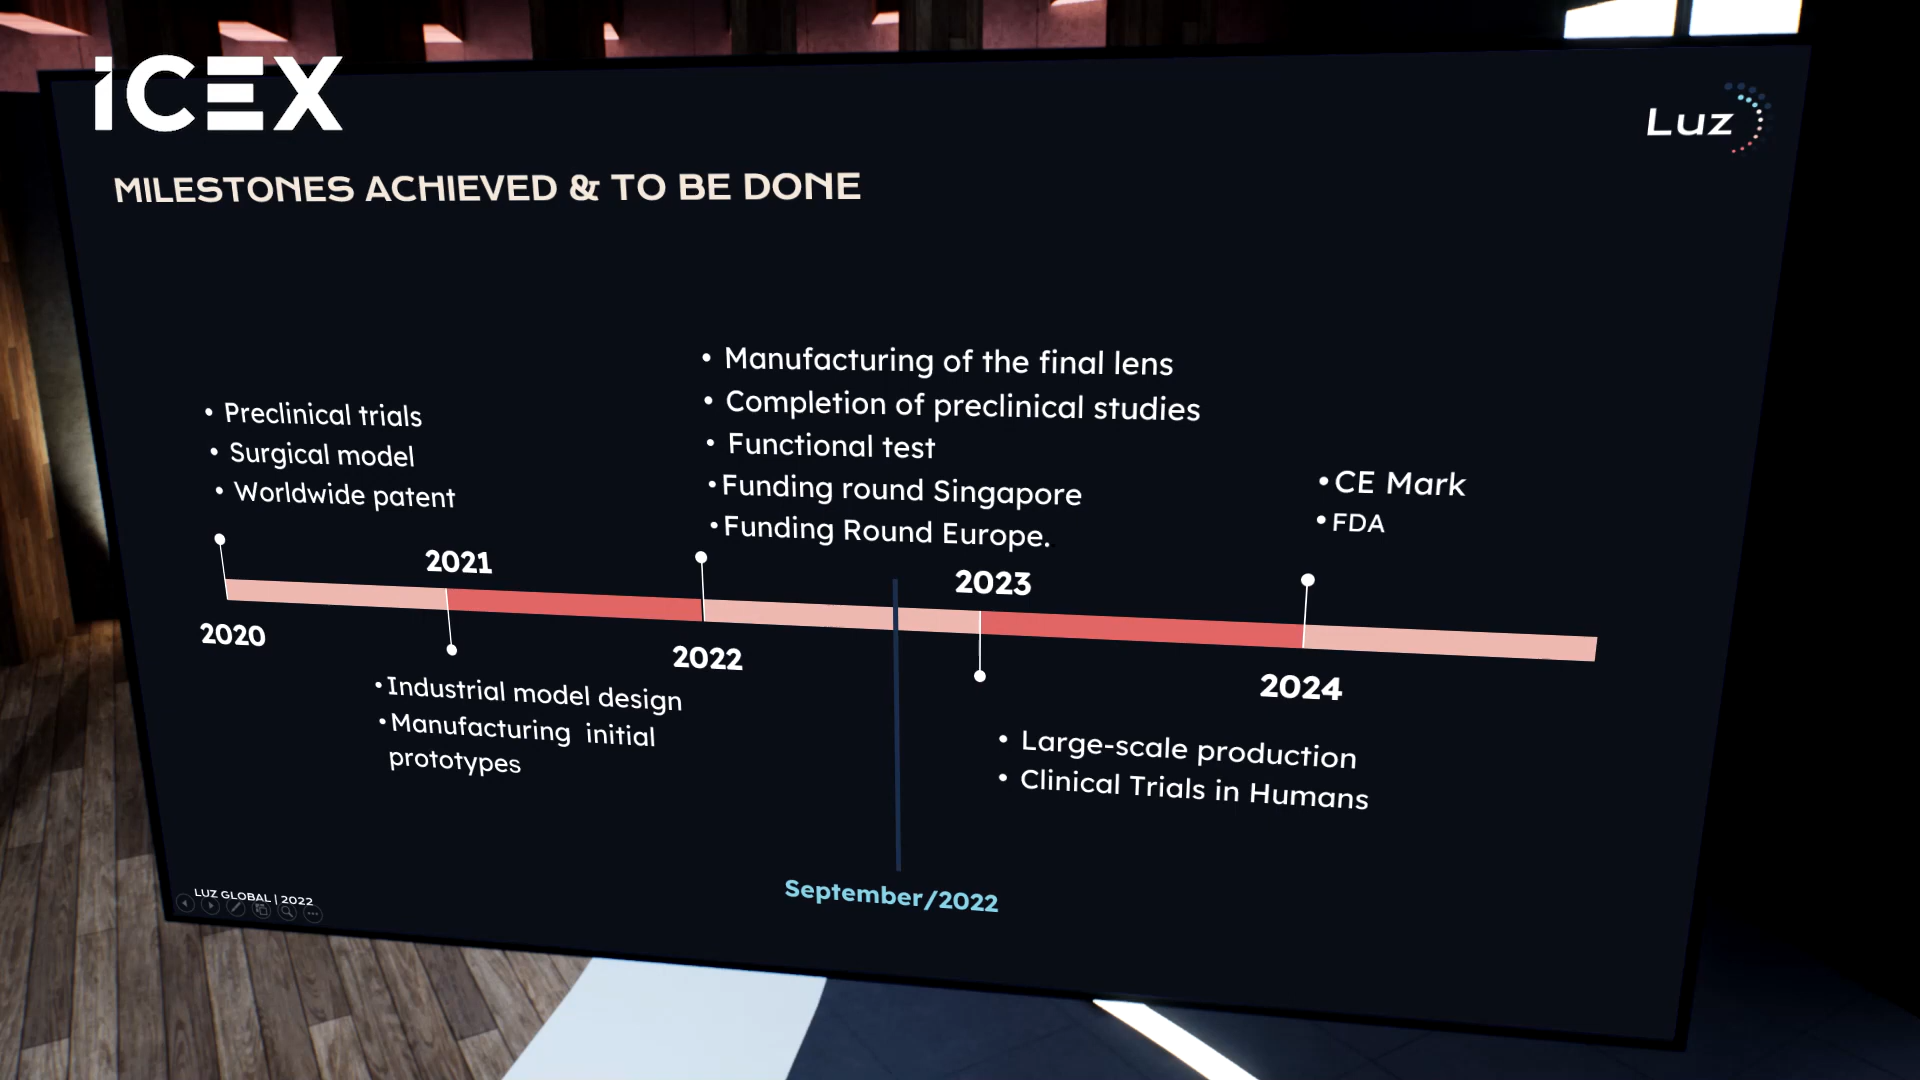 iCEX
Luz
MILESTONES ACHIEVED & TO BE DONE
• Preclinical trials
• Surgical model
• Worldwide patent
2020
2021
• Industrial model design
• Manufacturing initial
prototypes
• Manufacturing of the final lens
• Completion of preclinical studies
• Functional test
• Funding round Singapore
• Funding Round Europe.
2022
September/2022
2023
• Large-scale production
• Clinical Trials in Humans
• CE Mark
• FDA
2024
LUZ GLOBAL | 2022